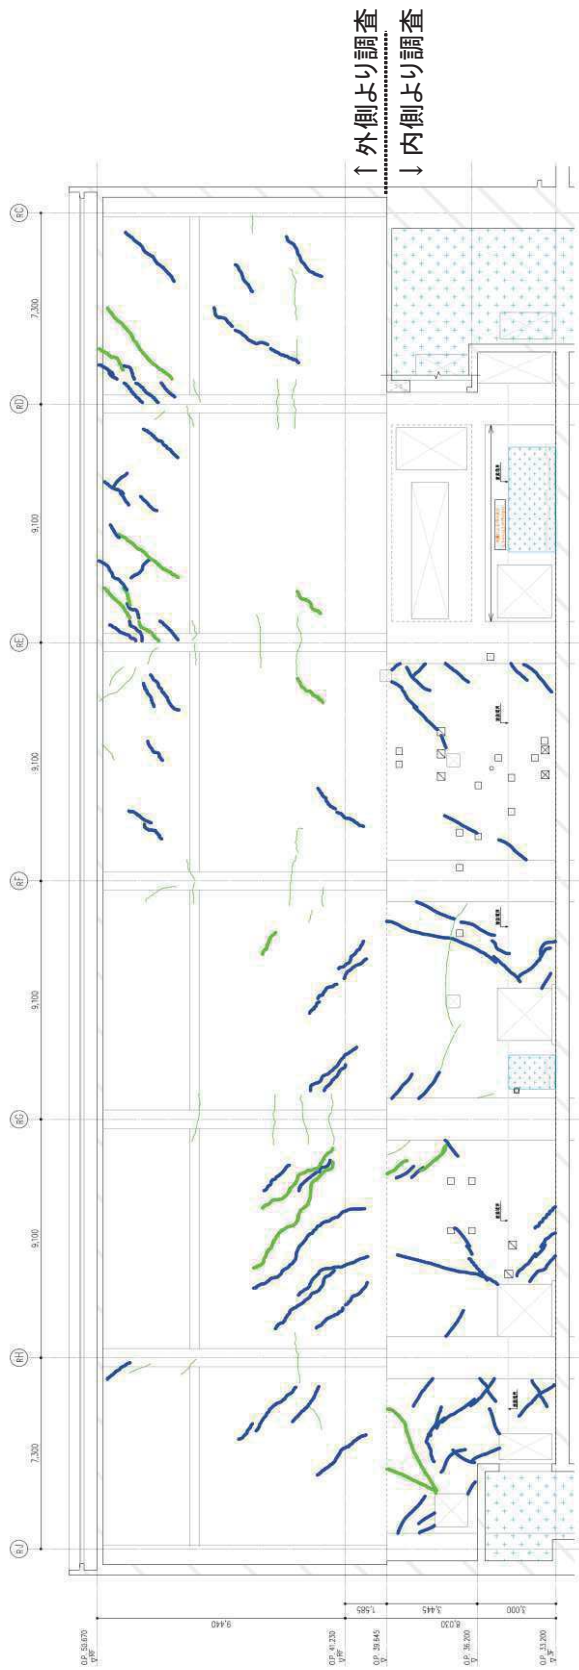 ↑ 外側より調査
↓ 内側より調査
RC
7,300
RD
9,100
RE
9,100
RF
9,100
RG
9,100
RH
7,300
RJ
O.P. 50,670
9,440
O.P. 41,230
1,585
O.P. 39,645
3,445
8,030
O.P. 36,200
3,000
O.P. 33,200